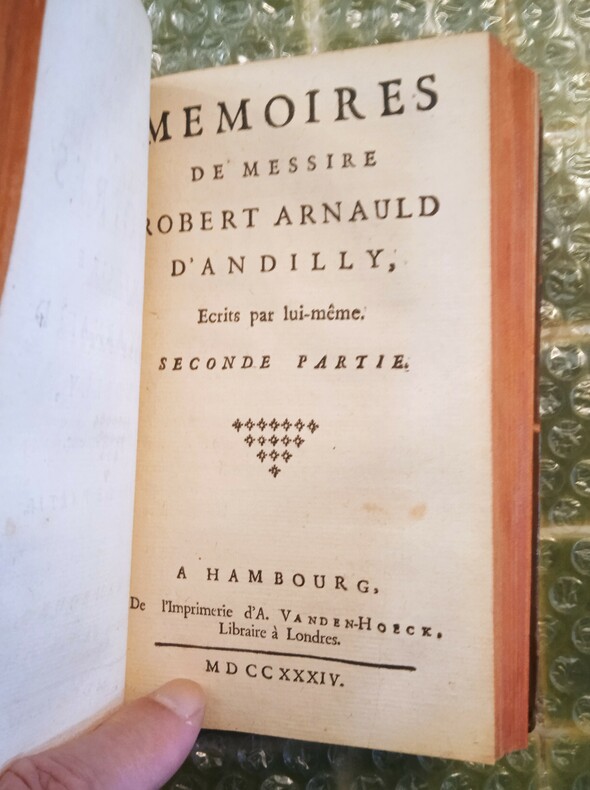 MEMOIRES
DE MESSIRE
ROBERT ARNAULD
D'ANDILLY,
Ecrits par lui-même.
SECONDE PARTIE.
A HAMBOURG,
De l'Imprimerie d'A. VANDEN-HOECK,
Libraire à Londres.
MDCCXXXIV.